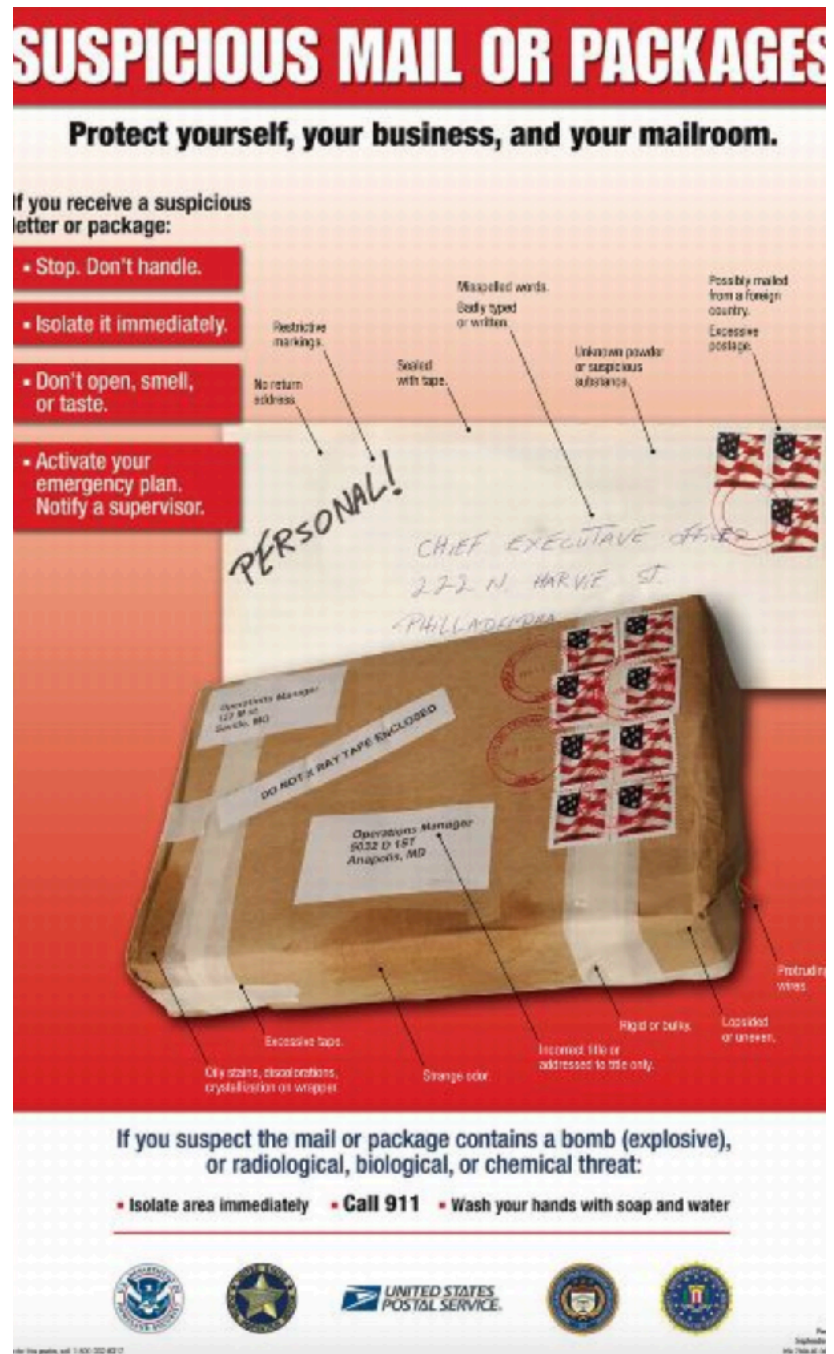 SUSPICIOUS MAIL OR PACKAGES
Protect yourself, your business, and your mailroom.
If you receive a suspicious
letter or package:
▪ Stop. Don't handle.
▪ Isolate it immediately.
▪ Don't open, smell,
or taste.
▪ Activate your
emergency plan.
Notify a supervisor.
No return
address.
Restrictive
markings.
Sealed
with tape.
Misspelled words.
Badly typed
or written.
Unknown powder
or suspicious
substance.
Possibly mailed
from a foreign
country.
Excessive
postage.
PERSONAL!
CHIEF EXECUTAVE OFFICER
222 N. HARVIE ST.
Operations Manager
DO NOT X RAY TAPE ENCLOSED
Operations Manager
5032 D 1ST
Anapolis, MD
Protruding
wires.
Lopsided
or uneven.
Rigid or bulky.
Incorrect title or
addressed to title only.
Strange odor.
Excessive tape.
Oily stains, discolorations,
crystallization on wrapper.
If you suspect the mail or package contains a bomb (explosive),
or radiological, biological, or chemical threat:
▪ Isolate area immediately ▪ Call 911 ▪ Wash your hands with soap and water
UNITED STATES
POSTAL SERVICE.